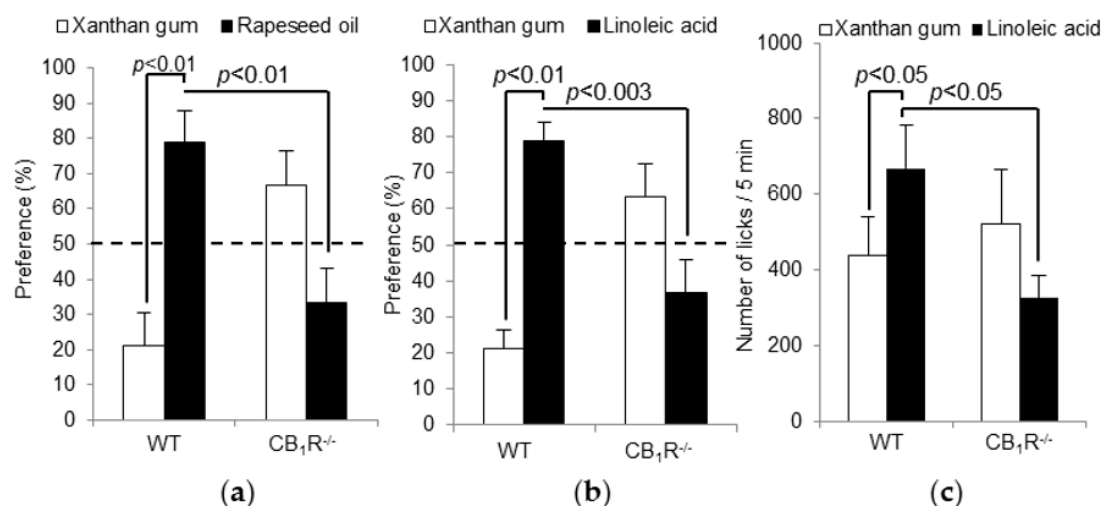 □Xanthan gum ■Rapeseed oil
100
90
80
70
60
50
40
30
20
10
0
Preference (%)
p<0.01
p<0.01
WT CB₁R⁻/⁻
(a)
□Xanthan gum ■Linoleic acid
100
90
80
70
60
50
40
30
20
10
0
Preference (%)
p<0.01
p<0.003
WT CB₁R⁻/⁻
(b)
□Xanthan gum ■Linoleic acid
1000
800
600
400
200
0
Number of licks / 5 min
p<0.05
p<0.05
WT CB₁R⁻/⁻
(c)